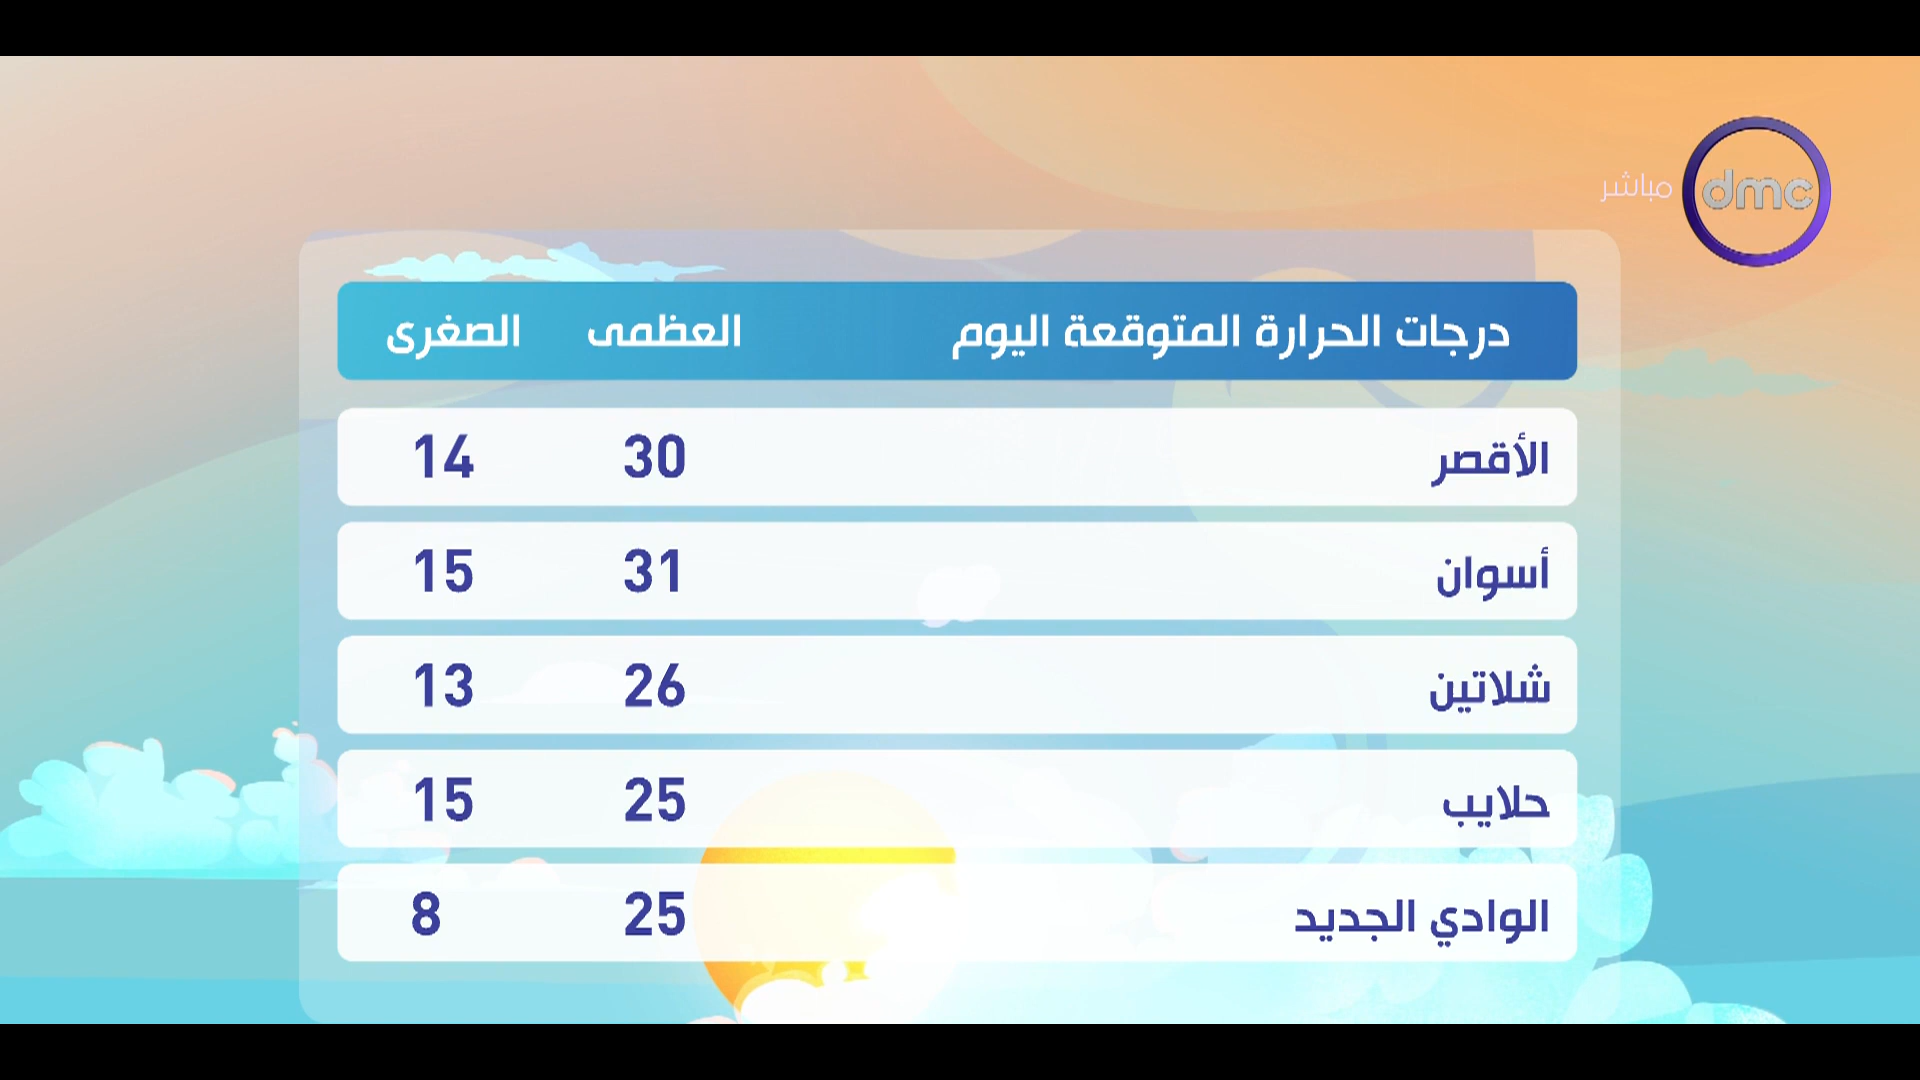 dmc مباشر
درجات الحرارة المتوقعة اليوم العظمى الصغرى
الأقصر 30 14
أسوان 31 15
شلاتين 26 13
حلايب 25 15
الوادي الجديد 25 8